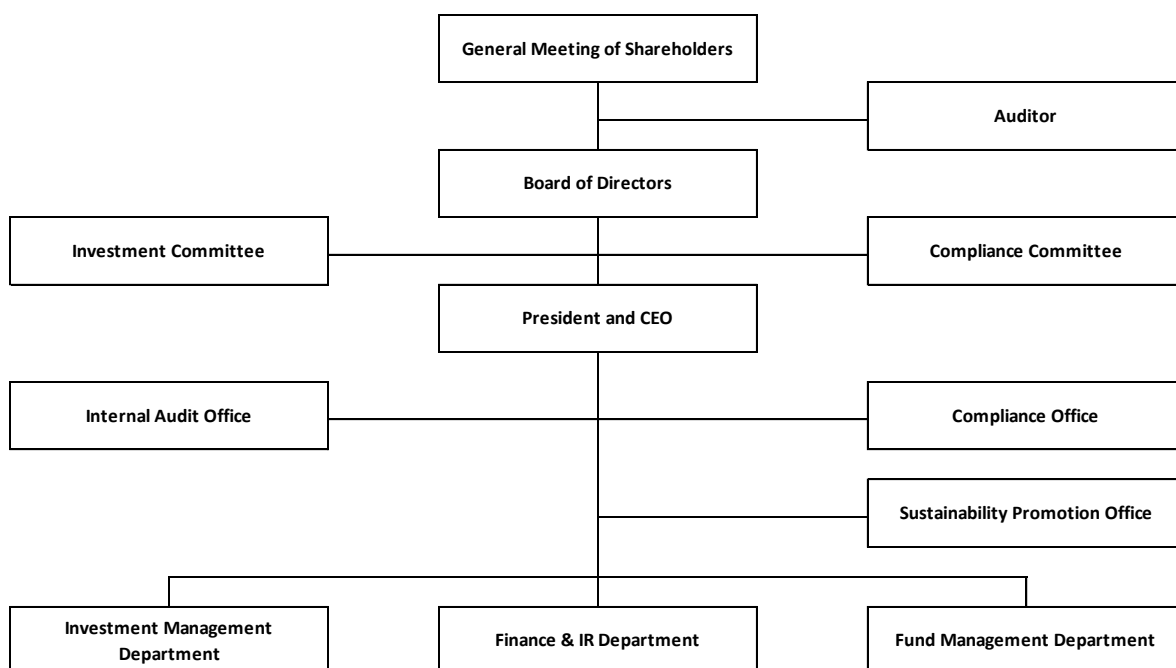 General Meeting of Shareholders
Auditor
Board of Directors
Investment Committee
Compliance Committee
President and CEO
Internal Audit Office
Compliance Office
Sustainability Promotion Office
Investment Management
Department
Finance & IR Department
Fund Management Department